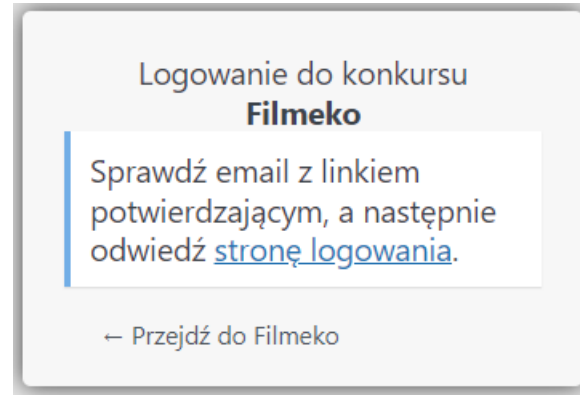 Logowanie do konkursu
Filmeko
Sprawdź email z linkiem
potwierdzającym, a następnie
odwiedź stronę logowania.
← Przejdź do Filmeko